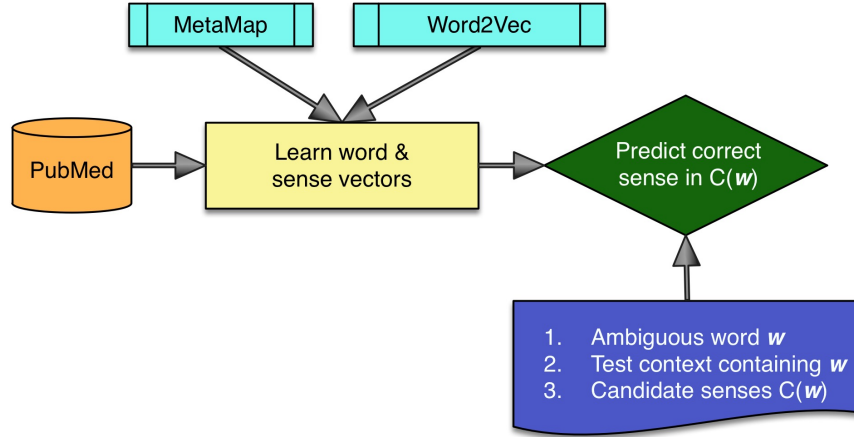 MetaMap
Word2Vec
PubMed
Learn word &
sense vectors
Predict correct
sense in C(w)
1. Ambiguous word w
2. Test context containing w
3. Candidate senses C(w)